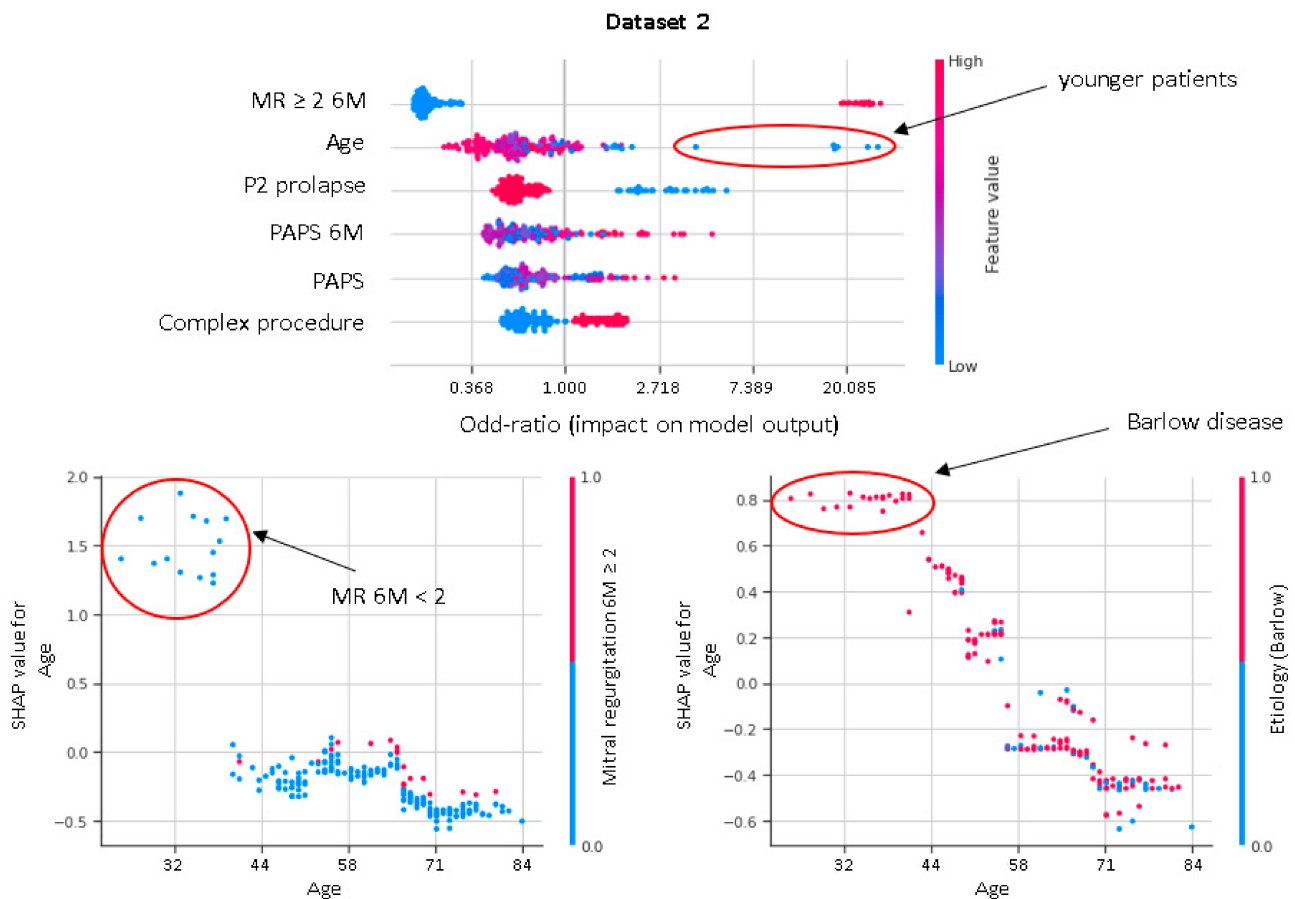 Dataset 2
High
younger patients
MR ≥ 2 6M
Age
P2 prolapse
PAPS 6M
PAPS
Complex procedure
Feature value
Low
0.368 1.000 2.718 7.389 20.085
Odd-ratio (impact on model output)
Barlow disease
2.0
1.5
1.0
0.5
0.0
−0.5
SHAP value for
Age
MR 6M < 2
32 44 58 71 84
Age
1.0
Mitral regurgitation 6M ≥ 2
0.0
0.8
0.6
0.4
0.2
0.0
−0.2
−0.4
−0.6
SHAP value for
Age
32 44 58 71 84
Age
1.0
Etiology (Barlow)
0.0